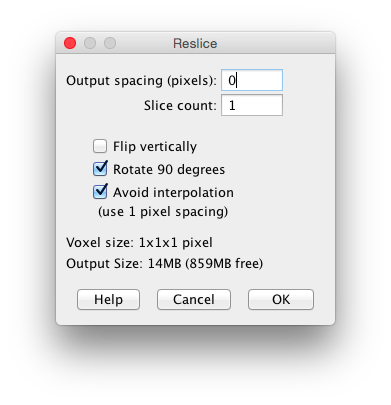 Reslice
Output spacing (pixels): 0
Slice count: 1
Flip vertically
Rotate 90 degrees
Avoid interpolation
(use 1 pixel spacing)
Voxel size: 1x1x1 pixel
Output Size: 14MB (859MB free)
Help Cancel OK